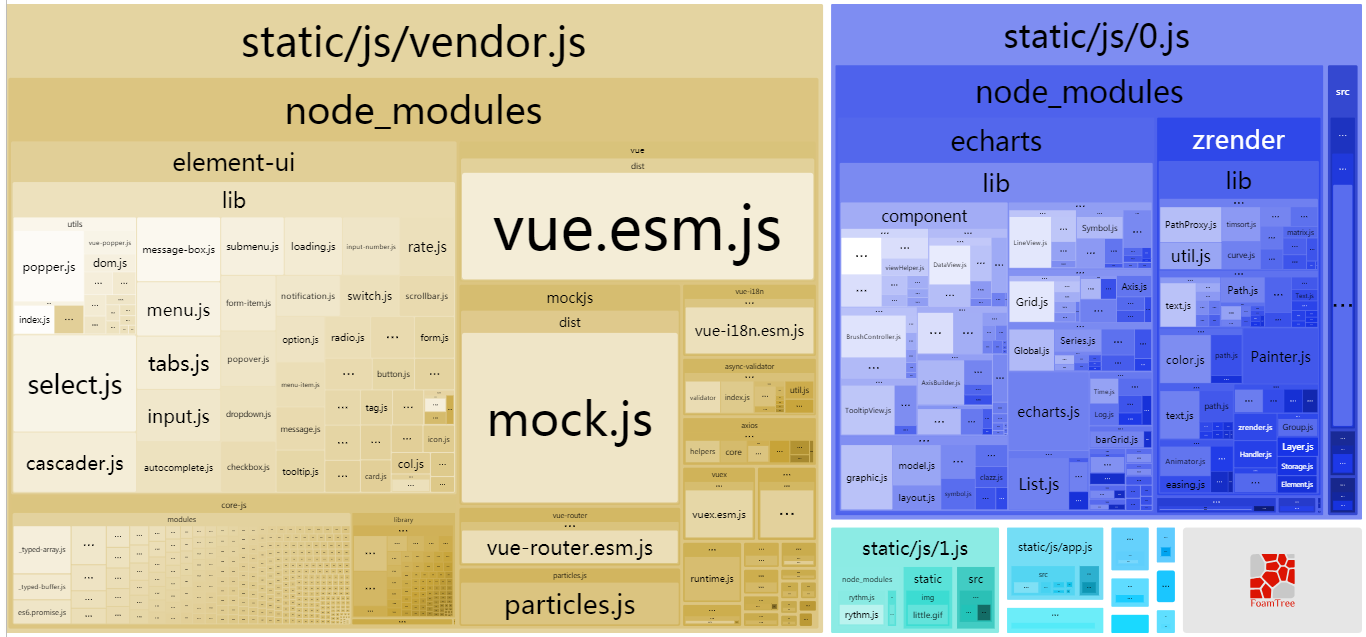 static/js/vendor.js
node_modules
element-ui
lib
utils
popper.js
vue-popper.js
dom.js
...
index.js
...
select.js
cascader.js
message-box.js
menu.js
tabs.js
input.js
autocomplete.js
submenu.js
loading.js
input-number.js
rate.js
form-item.js
notification.js
switch.js
scrollbar.js
option.js
radio.js
...
form.js
popover.js
menu-item.js
...
button.js
...
dropdown.js
message.js
...
tag.js
...
checkbox.js
tooltip.js
...
icon.js
card.js
col.js
...
core-js
modules
_typed-array.js
_typed-buffer.js
es6.promise.js
...
library
...
vue
dist
vue.esm.js
mockjs
dist
mock.js
vue-router
...
vue-router.esm.js
particles.js
particles.js
vue-i18n
...
vue-i18n.esm.js
async-validator
...
validator
index.js
...
util.js
axios
...
helpers
core
...
vuex
...
vuex.esm.js
...
runtime.js
...
static/js/0.js
node_modules
echarts
lib
component
...
viewHelper.js
DataView.js
...
BrushController.js
...
TooltipView.js
AxisBuilder.js
...
graphic.js
model.js
layout.js
...
symbol.js
clazz.js
...
LineView.js
Symbol.js
...
Grid.js
Axis.js
...
Global.js
Series.js
...
echarts.js
Time.js
Log.js
barGrid.js
...
List.js
...
zrender
lib
...
PathProxy.js
timsort.js
...
matrix.js
util.js
curve.js
...
text.js
Path.js
...
Text.js
...
color.js
path.js
Painter.js
...
text.js
path.js
...
zrender.js
Group.js
Handler.js
Layer.js
Animator.js
Storage.js
easing.js
...
Element.js
...
src
...
static/js/1.js
node_modules
rythm.js
rythm.js
static
img
little.gif
src
...
static/js/app.js
src
...
FoamTree